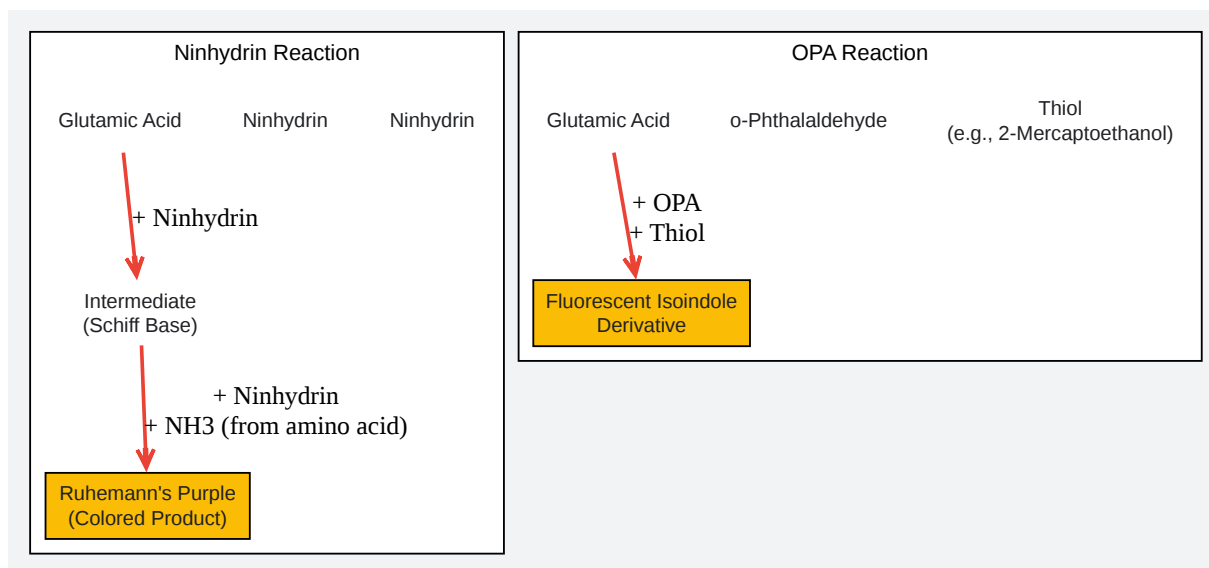 Ninhydrin Reaction
Glutamic Acid
Ninhydrin
Ninhydrin
+ Ninhydrin
Intermediate
(Schiff Base)
+ Ninhydrin
+ NH3 (from amino acid)
Ruhemann's Purple
(Colored Product)
OPA Reaction
Glutamic Acid
o-Phthalaldehyde
Thiol
(e.g., 2-Mercaptoethanol)
+ OPA
+ Thiol
Fluorescent Isoindole
Derivative